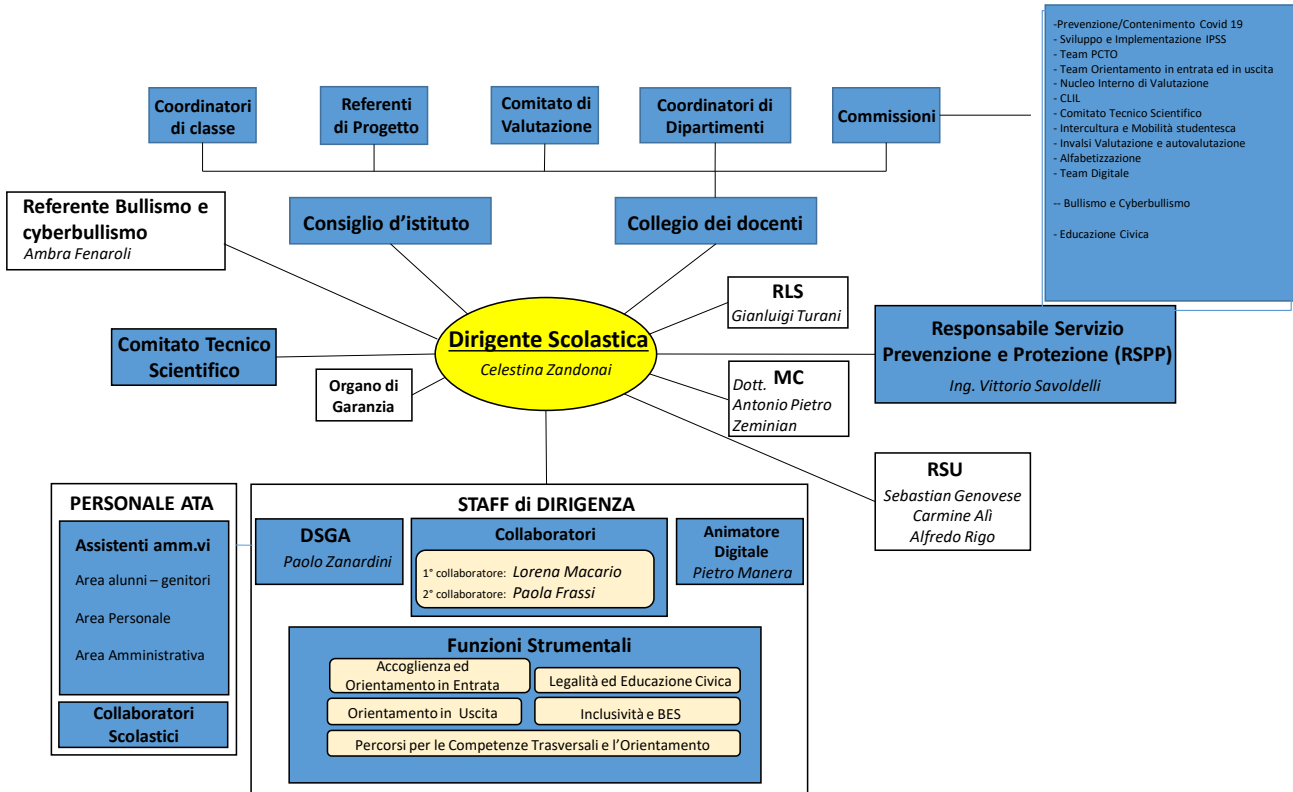 -Prevenzione/Contenimento Covid 19
- Sviluppo e Implementazione IPSS
- Team PCTO
- Team Orientamento in entrata ed in uscita
- Nucleo Interno di Valutazione
- CLIL
- Comitato Tecnico Scientifico
- Intercultura e Mobilità studentesca
- Invalsi Valutazione e autovalutazione
- Alfabetizzazione
- Team Digitale
-- Bullismo e Cyberbullismo
- Educazione Civica
Coordinatori
di classe
Referenti
di Progetto
Comitato di
Valutazione
Coordinatori di
Dipartimenti
Commissioni
Referente Bullismo e
cyberbullismo
Ambra Fenaroli
Consiglio d'istituto
Collegio dei docenti
RLS
Gianluigi Turani
Comitato Tecnico
Scientifico
Dirigente Scolastica
Celestina Zandonai
Responsabile Servizio
Prevenzione e Protezione (RSPP)
Ing. Vittorio Savoldelli
Organo di
Garanzia
MC
Dott.
Antonio Pietro
Zeminian
RSU
Sebastian Genovese
Carmine Alì
Alfredo Rigo
PERSONALE ATA
Assistenti amm.vi
Area alunni – genitori
Area Personale
Area Amministrativa
Collaboratori
Scolastici
STAFF di DIRIGENZA
DSGA
Paolo Zanardini
Collaboratori
1° collaboratore: Lorena Macario
2° collaboratore: Paola Frassi
Animatore
Digitale
Pietro Manera
Funzioni Strumentali
Accoglienza ed
Orientamento in Entrata
Legalità ed Educazione Civica
Orientamento in Uscita
Inclusività e BES
Percorsi per le Competenze Trasversali e l'Orientamento